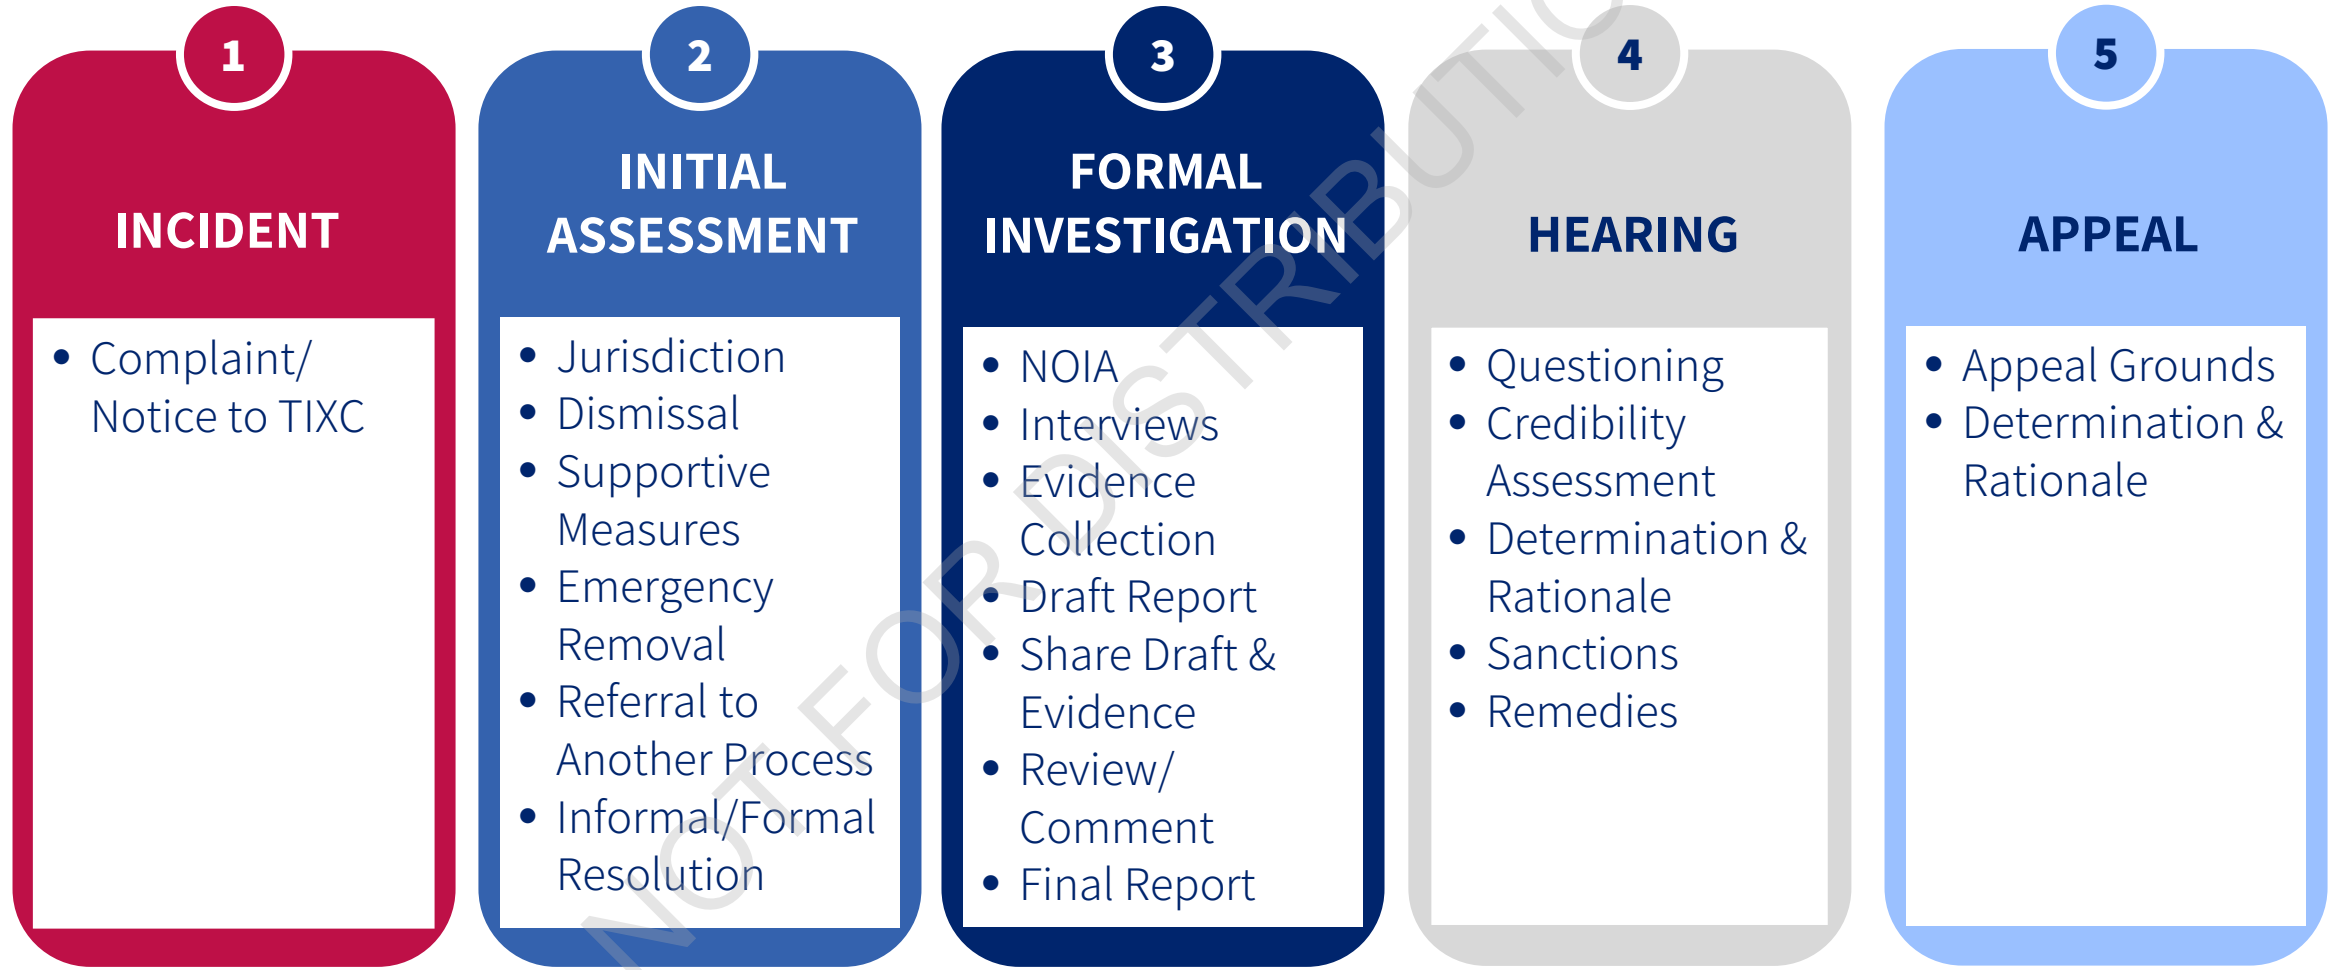 1
INCIDENT
• Complaint/
Notice to TIXC
2
INITIAL
ASSESSMENT
• Jurisdiction
• Dismissal
• Supportive
Measures
• Emergency
Removal
• Referral to
Another Process
• Informal/Formal
Resolution
3
FORMAL
INVESTIGATION
• NOIA
• Interviews
• Evidence
Collection
• Draft Report
• Share Draft &
Evidence
• Review/
Comment
• Final Report
4
HEARING
• Questioning
• Credibility
Assessment
• Determination &
Rationale
• Sanctions
• Remedies
5
APPEAL
• Appeal Grounds
• Determination &
Rationale
NOT FOR DISTRIBUTIO